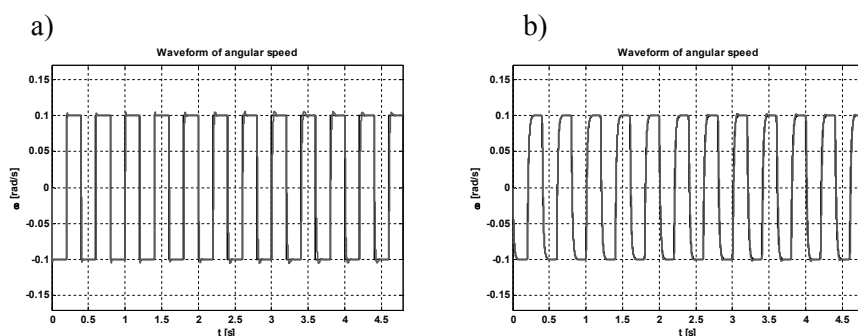 a)
Waveform of angular speed
0.15
0.1
0.05
0
-0.05
-0.1
-0.15
ω [rad/s]
0 0.5 1 1.5 2 2.5 3 3.5 4 4.5
t [s]
b)
Waveform of angular speed
0.15
0.1
0.05
0
-0.05
-0.1
-0.15
ω [rad/s]
0 0.5 1 1.5 2 2.5 3 3.5 4 4.5
t [s]